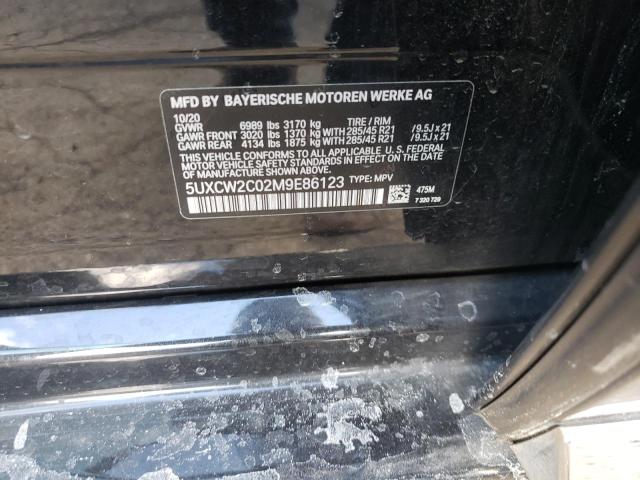 MFD BY BAYERISCHE MOTOREN WERKE AG
10/20
GVWR 6989 lbs 3170 kg TIRE / RIM
GAWR FRONT 3020 lbs 1370 kg WITH 285/45 R21 / 9.5J x 21
GAWR REAR 4134 lbs 1875 kg WITH 285/45 R21 / 9.5J x 21
THIS VEHICLE CONFORMS TO ALL APPLICABLE U.S. FEDERAL
MOTOR VEHICLE SAFETY STANDARDS IN EFFECT ON THE DATE OF
MANUFACTURE SHOWN ABOVE.
5UXCW2C02M9E86123 TYPE: MPV
475M
7 320 729